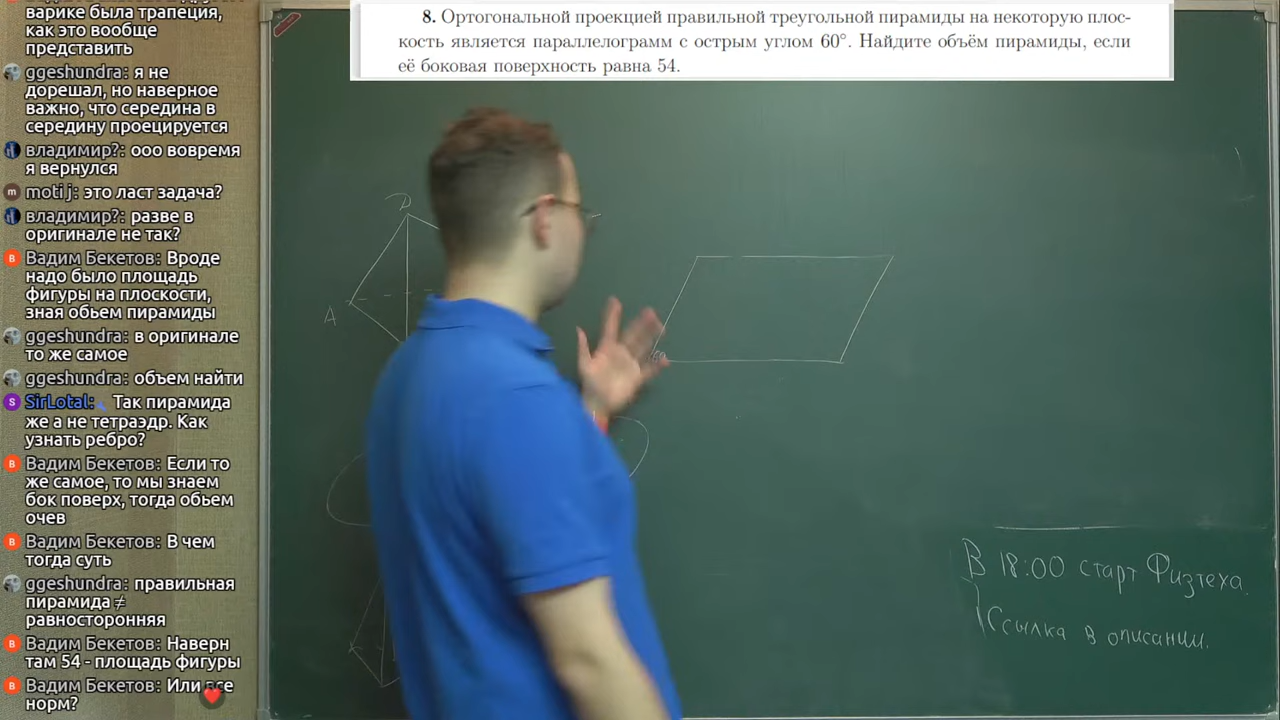 варике была трапеция,
как это вообще
представить
ggeshundra: я не
дорешал, но наверное
важно, что середина в
середину проецируется
владимир?: ооо вовремя
я вернулся
moti j: это ласт задача?
владимир?: разве в
оригинале не так?
Вадим Бекетов: Вроде
надо было площадь
фигуры на плоскости,
зная обьем пирамиды
ggeshundra: в оригинале
то же самое
ggeshundra: объем найти
SirLotal: Так пирамида
же а не тетраэдр. Как
узнать ребро?
Вадим Бекетов: Если то
же самое, то мы знаем
бок поверх, тогда обьем
очев
Вадим Бекетов: В чем
тогда суть
ggeshundra: правильная
пирамида ≠
равносторонняя
Вадим Бекетов: Наверн
там 54 - площадь фигуры
Вадим Бекетов: Или все
норм?
8. Ортогональной проекцией правильной треугольной пирамиды на некоторую плос-
кость является параллелограмм с острым углом 60°. Найдите объём пирамиды, если
её боковая поверхность равна 54.
D
A
В 18:00 старт Физтеха.
Ссылка в описании.